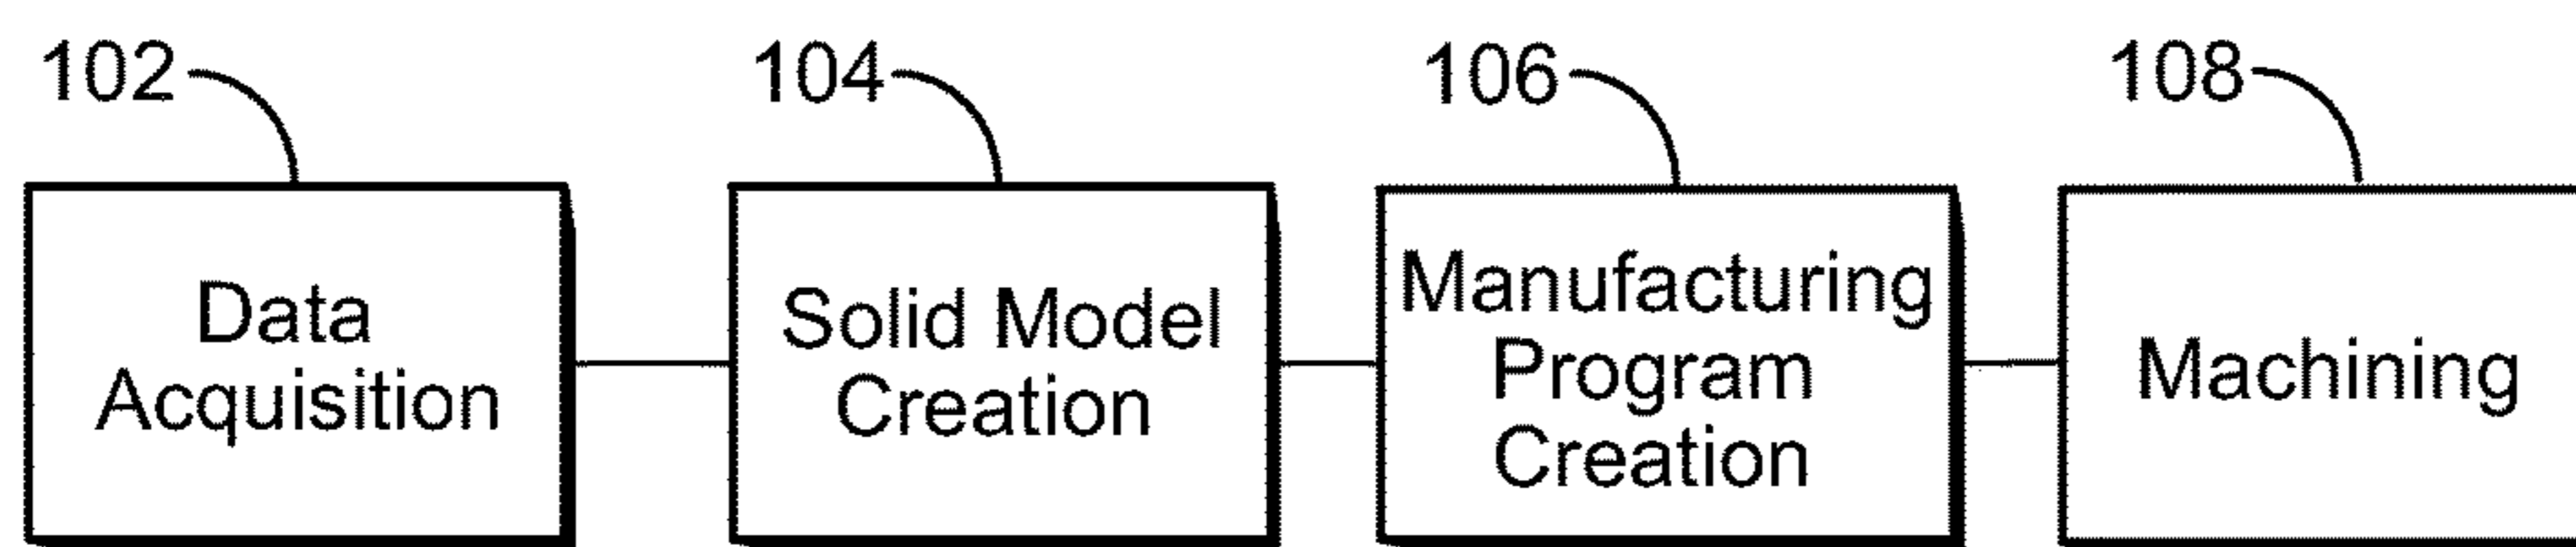 102
104
106
108
Data
Acquisition
Solid Model
Creation
Manufacturing
Program
Creation
Machining